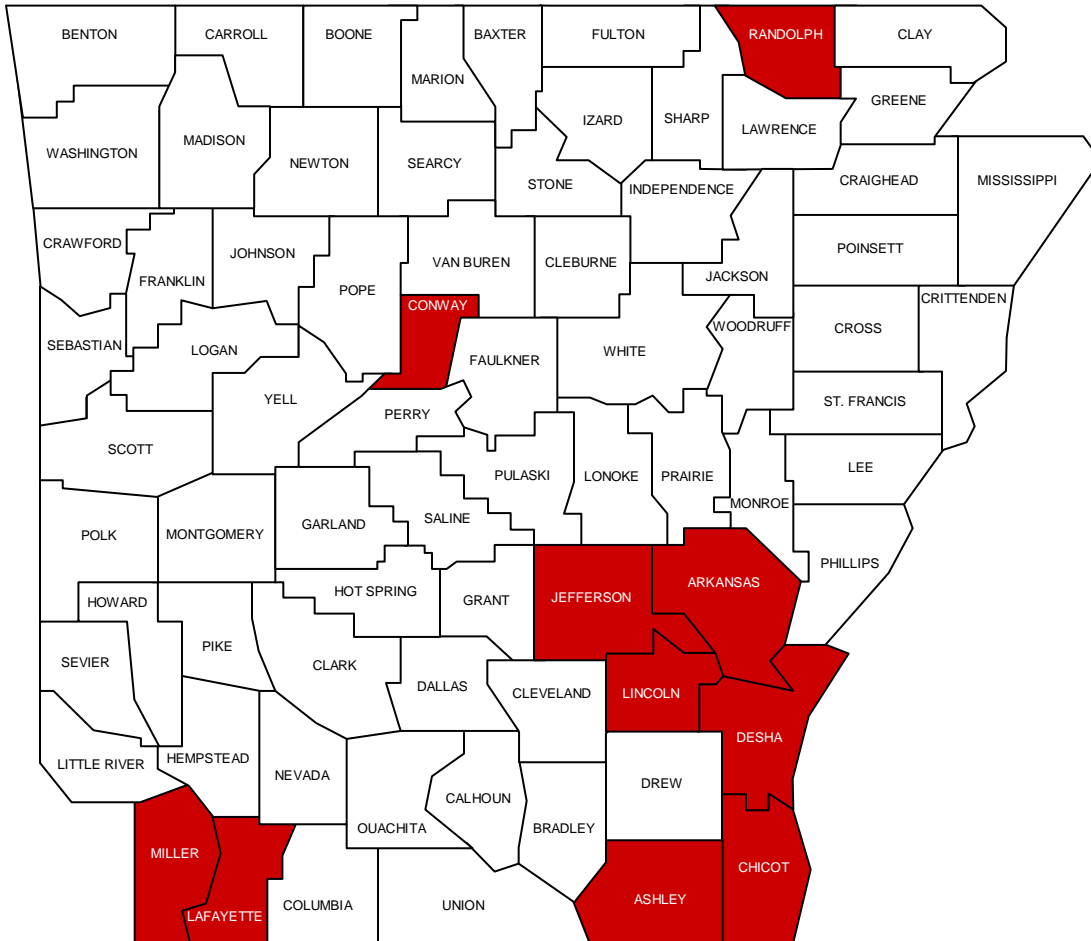 BENTON
CARROLL
BOONE
BAXTER
FULTON
RANDOLPH
CLAY
MARION
GREENE
IZARD
SHARP
LAWRENCE
WASHINGTON
MADISON
NEWTON
SEARCY
STONE
INDEPENDENCE
CRAIGHEAD
MISSISSIPPI
CRAWFORD
FRANKLIN
JOHNSON
POPE
VAN BUREN
CLEBURNE
JACKSON
POINSETT
CONWAY
CRITTENDEN
SEBASTIAN
LOGAN
FAULKNER
WHITE
WOODRUFF
CROSS
YELL
PERRY
ST. FRANCIS
SCOTT
PULASKI
LONOKE
PRAIRIE
LEE
MONROE
POLK
MONTGOMERY
GARLAND
SALINE
PHILLIPS
HOWARD
HOT SPRING
GRANT
JEFFERSON
ARKANSAS
SEVIER
PIKE
CLARK
DALLAS
CLEVELAND
LINCOLN
DESHA
LITTLE RIVER
HEMPSTEAD
NEVADA
CALHOUN
DREW
OUACHITA
BRADLEY
MILLER
CHICOT
LAFAYETTE
COLUMBIA
UNION
ASHLEY